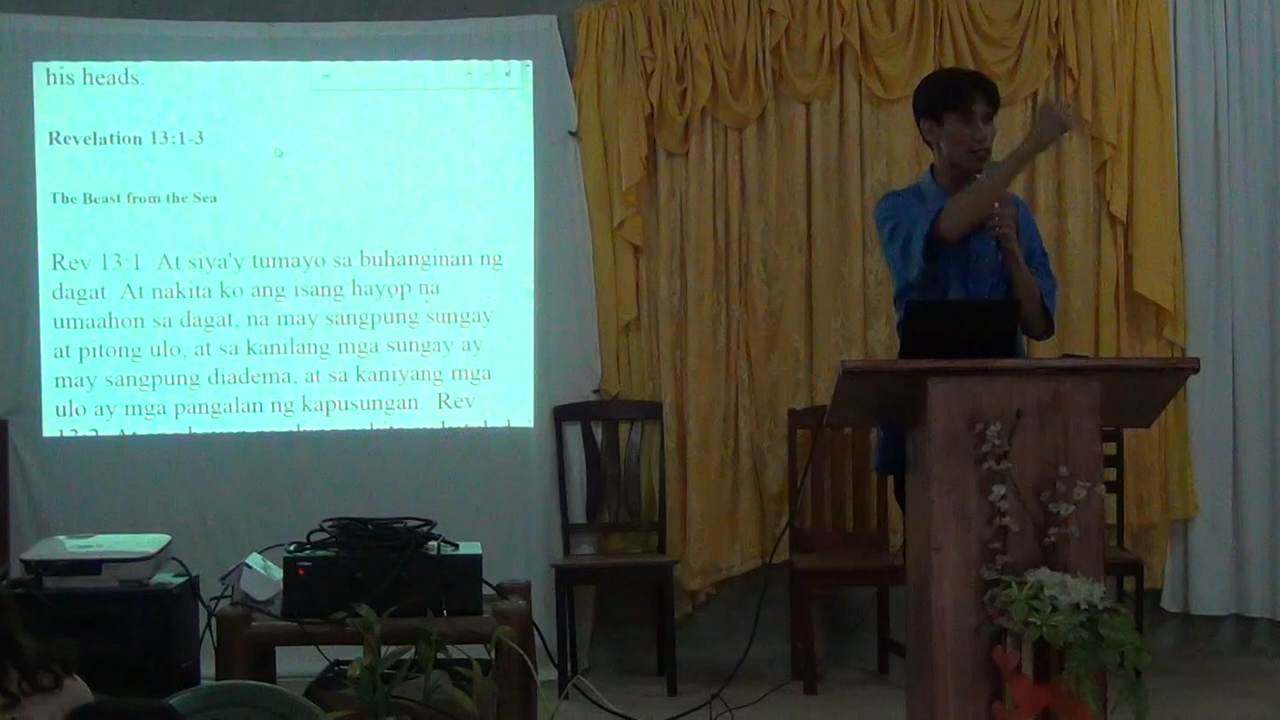 his heads.
Revelation 13:1-3
The Beast from the Sea
Rev 13:1 At siya'y tumayo sa buhanginan ng
dagat. At nakita ko ang isang hayop na
umaahon sa dagat, na may sangpung sungay
at pitong ulo, at sa kanilang mga sungay ay
may sangpung diadema, at sa kaniyang mga
ulo ay mga pangalan ng kapusungan. Rev